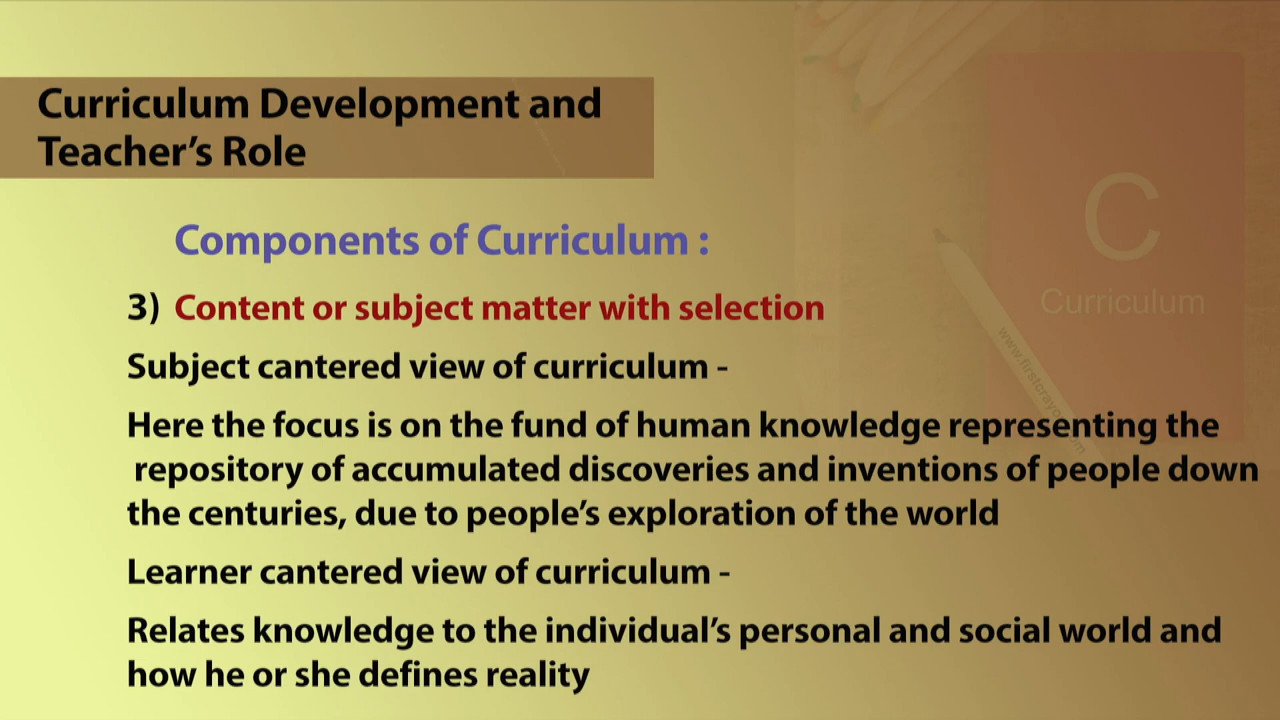 Curriculum Development and
Teacher's Role
C
Curriculum
Components of Curriculum :
3) Content or subject matter with selection
Subject cantered view of curriculum -
Here the focus is on the fund of human knowledge representing the
repository of accumulated discoveries and inventions of people down
the centuries, due to people's exploration of the world
Learner cantered view of curriculum -
Relates knowledge to the individual's personal and social world and
how he or she defines reality